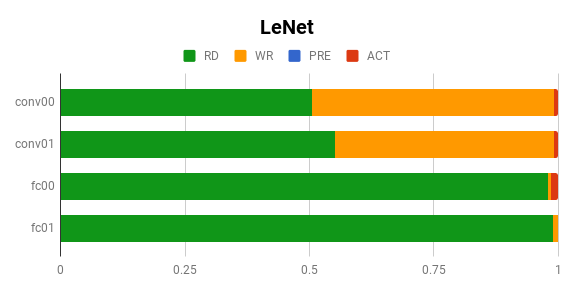 LeNet
RD WR PRE ACT
conv00
conv01
fc00
fc01
0 0.25 0.5 0.75 1